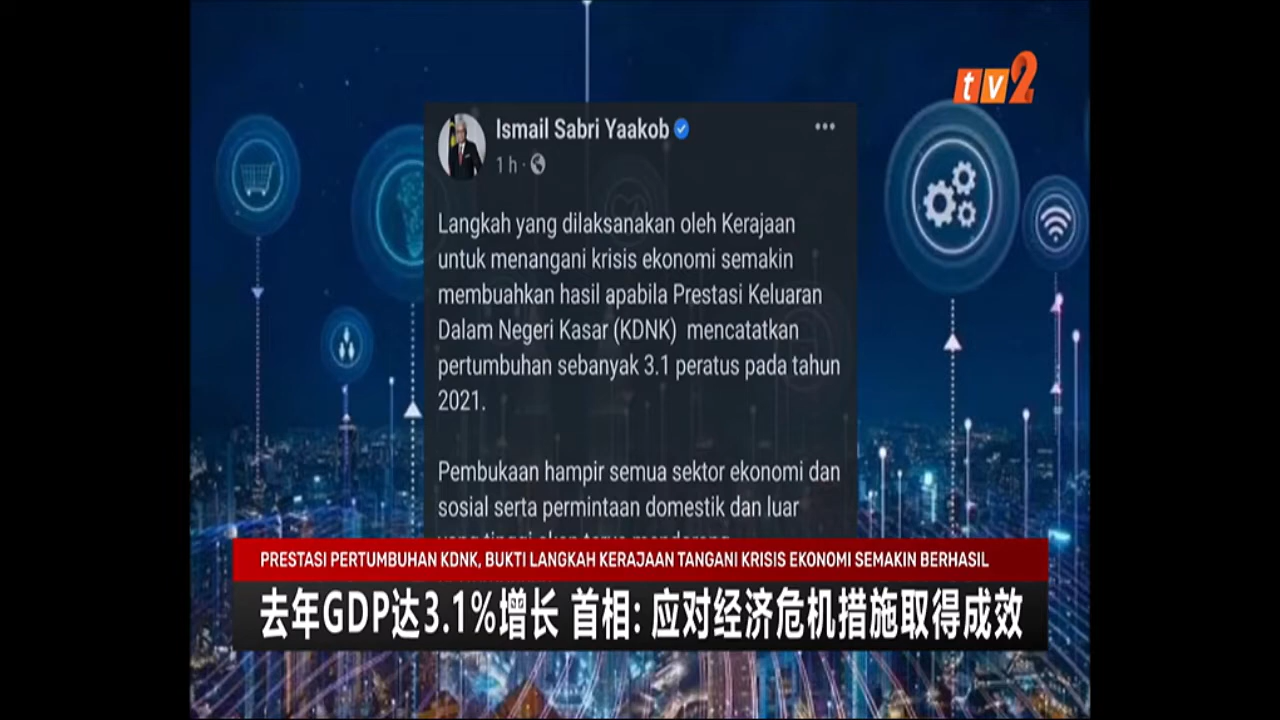 tv2
Ismail Sabri Yaakob
1 h ·
Langkah yang dilaksanakan oleh Kerajaan
untuk menangani krisis ekonomi semakin
membuahkan hasil apabila Prestasi Keluaran
Dalam Negeri Kasar (KDNK) mencatatkan
pertumbuhan sebanyak 3.1 peratus pada tahun
2021.
Pembukaan hampir semua sektor ekonomi dan
sosial serta permintaan domestik dan luar
PRESTASI PERTUMBUHAN KDNK, BUKTI LANGKAH KERAJAAN TANGANI KRISIS EKONOMI SEMAKIN BERHASIL
去年GDP达3.1%增长 首相: 应对经济危机措施取得成效